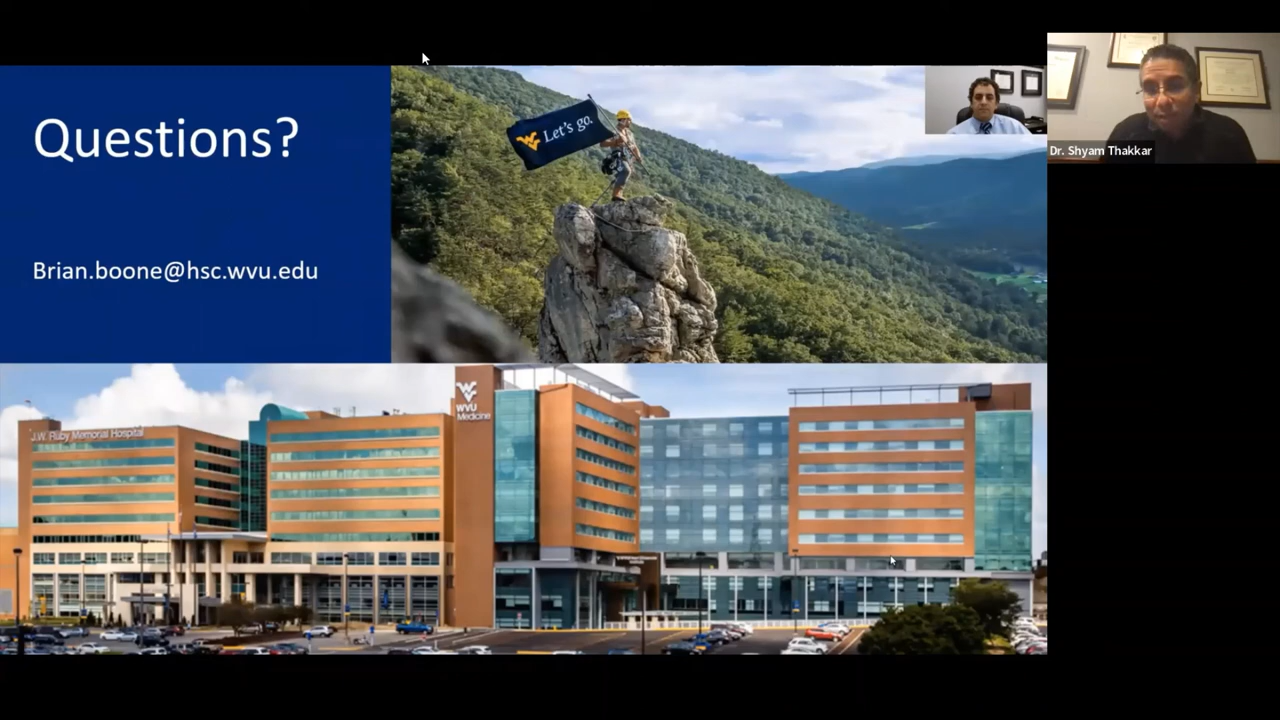 Questions?
Brian.boone@hsc.wvu.edu
Let's go.
Dr. Shyam Thakkar
WVU
Medicine
J.W. Ruby Memorial Hospital